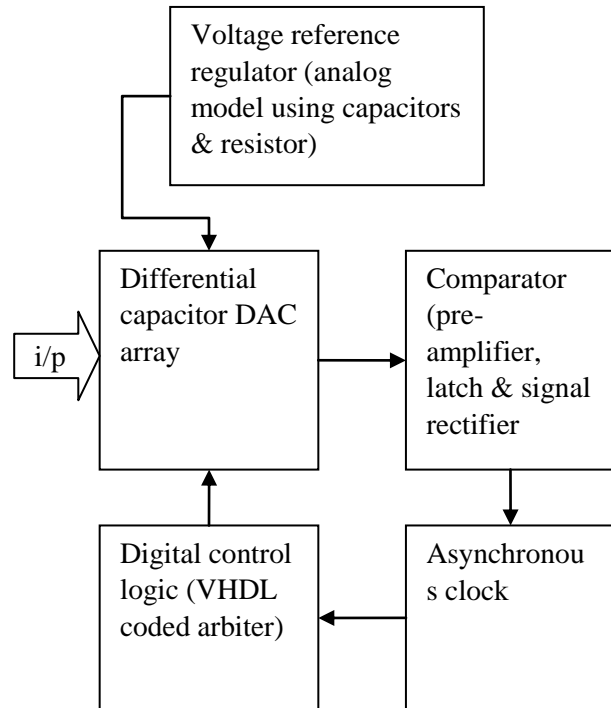 Voltage reference
regulator (analog
model using capacitors
& resistor)
Differential
capacitor DAC
array
Comparator
(pre-
amplifier,
latch & signal
rectifier
i/p
Digital control
logic (VHDL
coded arbiter)
Asynchronou
s clock